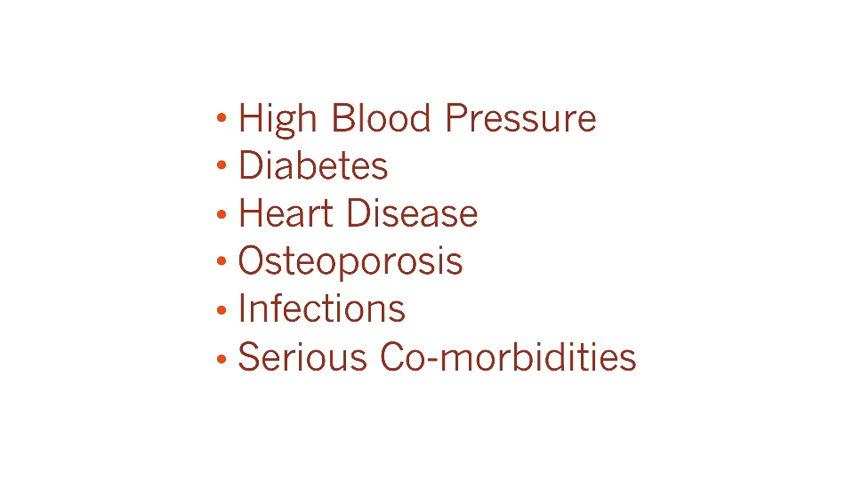 • High Blood Pressure
• Diabetes
• Heart Disease
• Osteoporosis
• Infections
• Serious Co-morbidities